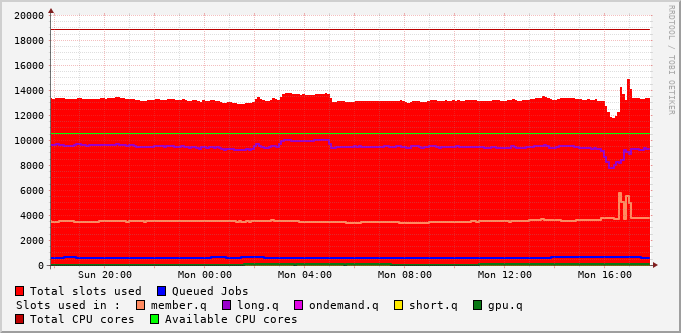 20000
18000
16000
14000
12000
10000
8000
6000
4000
2000
0
Sun 20:00 Mon 00:00 Mon 04:00 Mon 08:00 Mon 12:00 Mon 16:00
Total slots used Queued Jobs
Slots used in : member.q long.q ondemand.q short.q gpu.q
Total CPU cores Available CPU cores
RRDTOOL / TOBI OETIKER